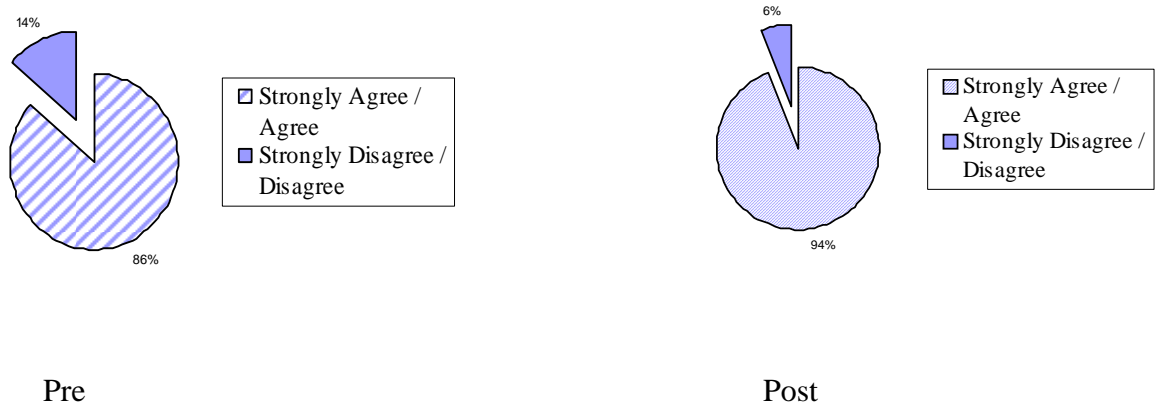 14%
Strongly Agree /
Agree
Strongly Disagree /
Disagree
86%
Pre
6%
Strongly Agree /
Agree
Strongly Disagree /
Disagree
94%
Post